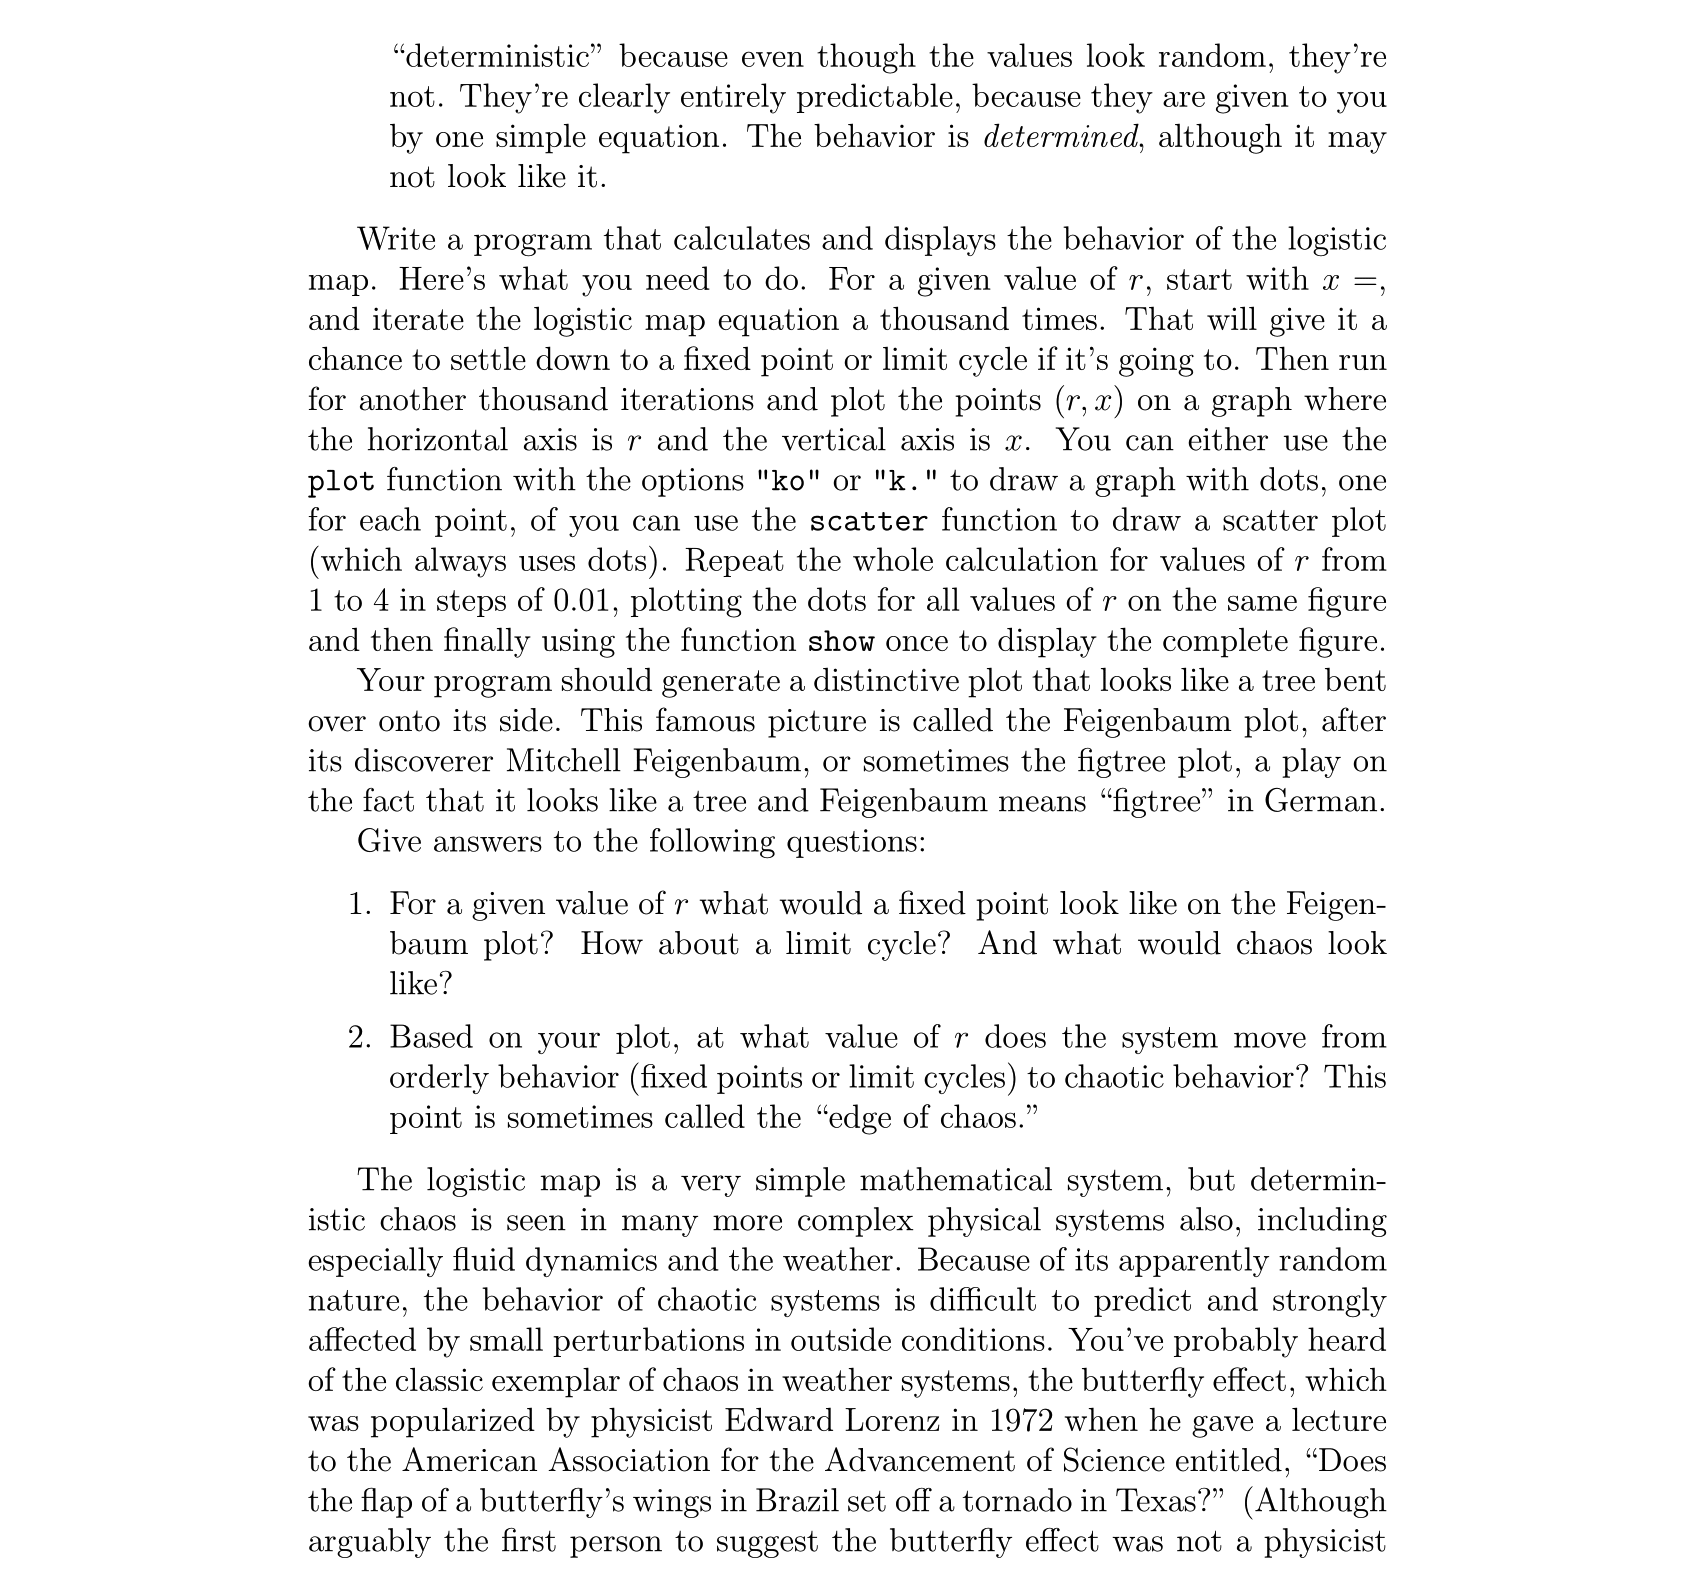 “deterministic” because even though the values look random, they’re
not. They’re clearly entirely predictable, because they are given to you
by one simple equation. The behavior is determined, although it may
not look like it.
Write a program that calculates and displays the behavior of the logistic
map. Here’s what you need to do. For a given value of r, start with x =,
and iterate the logistic map equation a thousand times. That will give it a
chance to settle down to a fixed point or limit cycle if it’s going to. Then run
for another thousand iterations and plot the points (r, x) on a graph where
the horizontal axis is r and the vertical axis is x. You can either use the
plot function with the options "ko" or "k." to draw a graph with dots, one
for each point, of you can use the scatter function to draw a scatter plot
(which always uses dots). Repeat the whole calculation for values of r from
1 to 4 in steps of 0.01, plotting the dots for all values of r on the same figure
and then finally using the function show once to display the complete figure.
Your program should generate a distinctive plot that looks like a tree bent
over onto its side. This famous picture is called the Feigenbaum plot, after
its discoverer Mitchell Feigenbaum, or sometimes the figtree plot, a play on
the fact that it looks like a tree and Feigenbaum means “figtree” in German.
Give answers to the following questions:
1. For a given value of r what would a fixed point look like on the Feigen-
baum plot? How about a limit cycle? And what would chaos look
like?
2. Based on your plot, at what value of r does the system move from
orderly behavior (fixed points or limit cycles) to chaotic behavior? This
point is sometimes called the “edge of chaos.”
The logistic map is a very simple mathematical system, but determin-
istic chaos is seen in many more complex physical systems also, including
especially fluid dynamics and the weather. Because of its apparently random
nature, the behavior of chaotic systems is difficult to predict and strongly
affected by small perturbations in outside conditions. You’ve probably heard
of the classic exemplar of chaos in weather systems, the butterfly effect, which
was popularized by physicist Edward Lorenz in 1972 when he gave a lecture
to the American Association for the Advancement of Science entitled, “Does
the flap of a butterfly’s wings in Brazil set off a tornado in Texas?” (Although
arguably the first person to suggest the butterfly effect was not a physicist